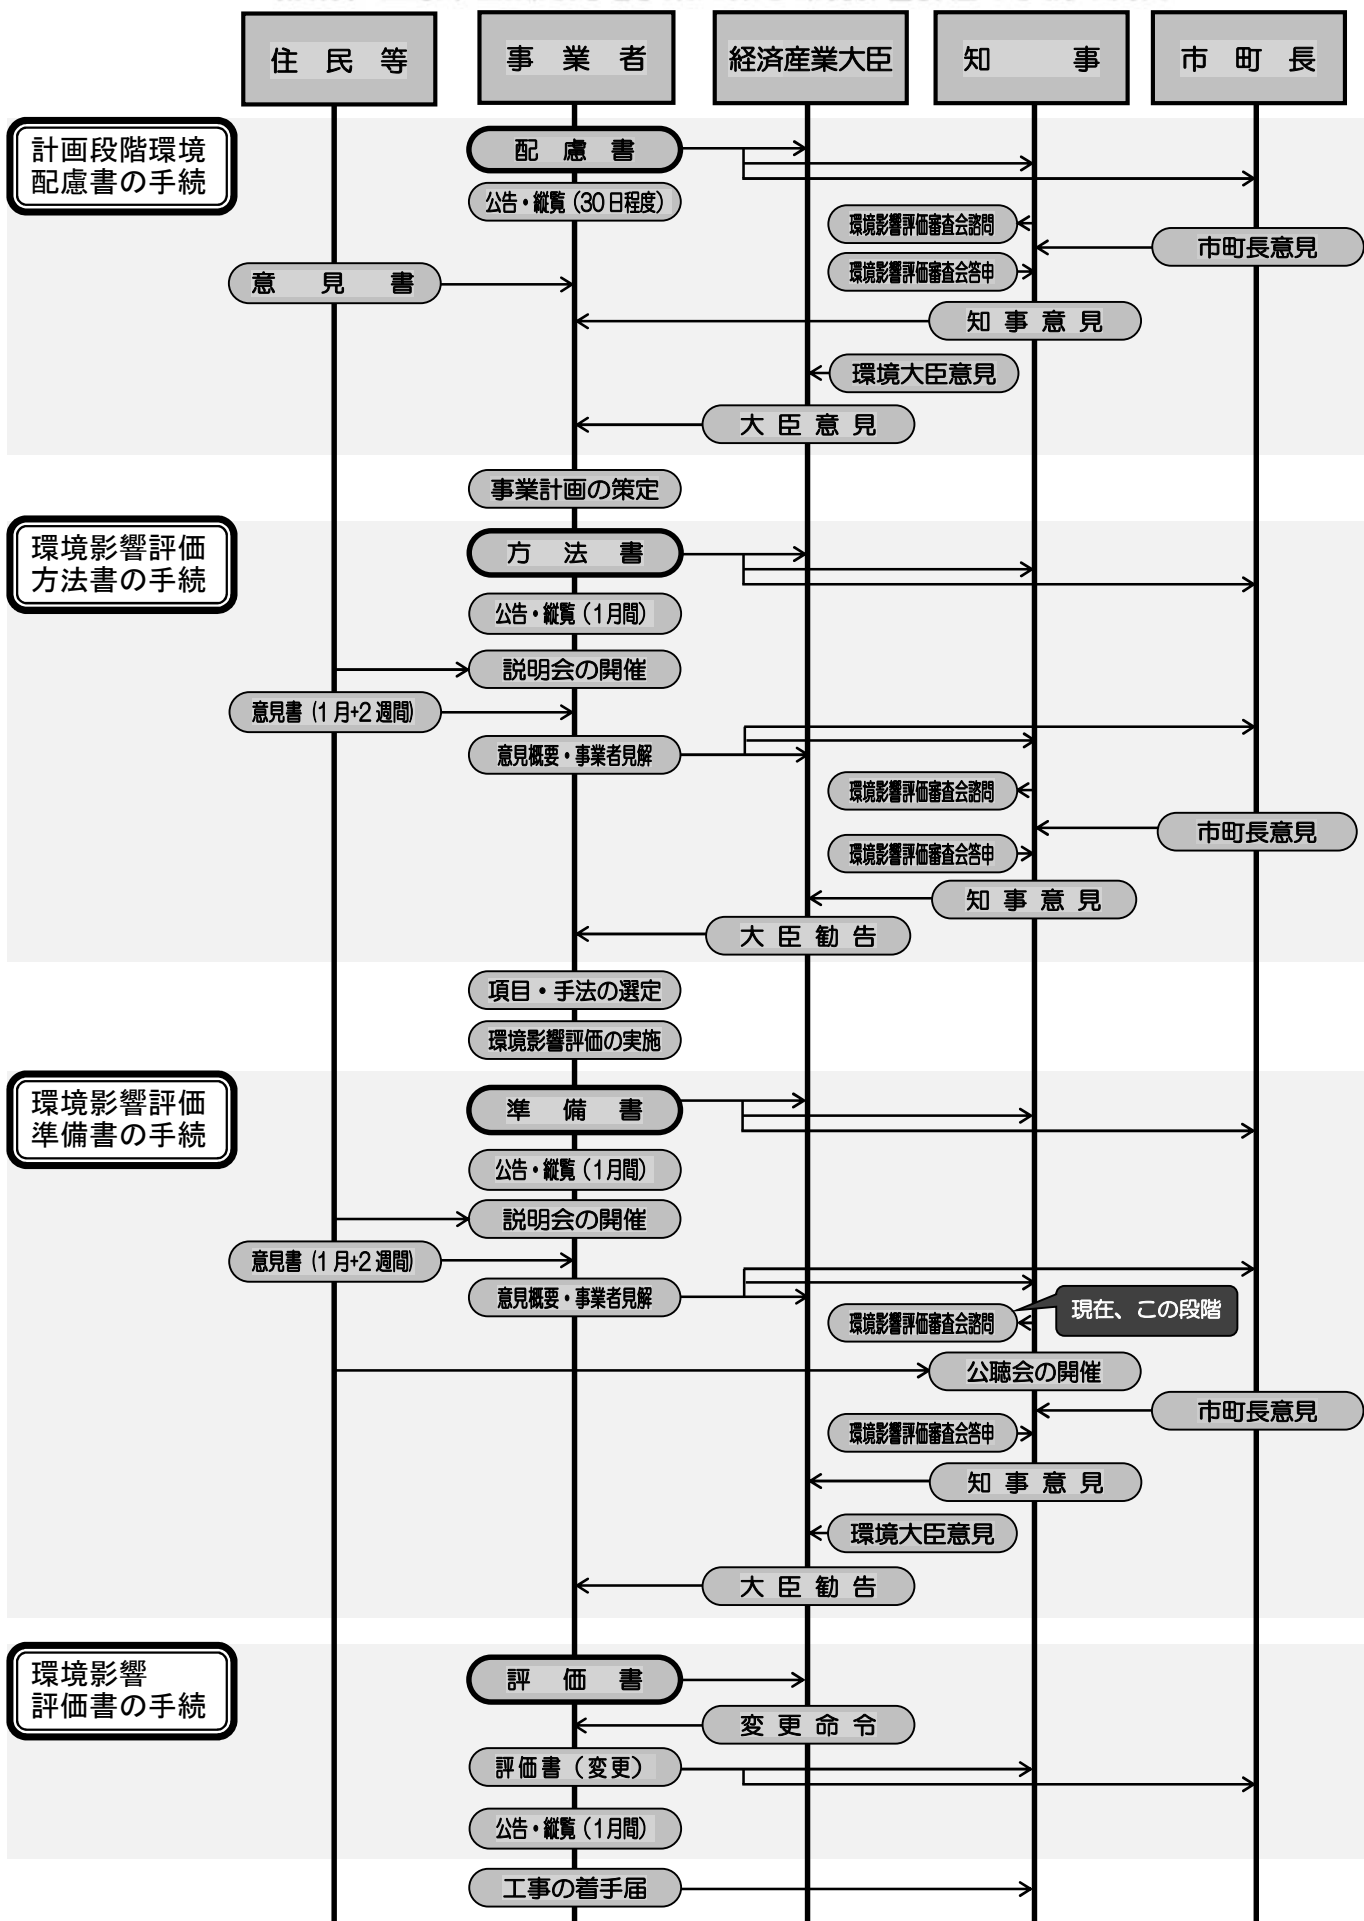 住民等
事業者
経済産業大臣
知事
市町長
計画段階環境
配慮書の手続
配慮書
公告・縦覧（30日程度）
環境影響評価審査会諮問
市町長意見
環境影響評価審査会答申
意見書
知事意見
環境大臣意見
大臣意見
事業計画の策定
環境影響評価
方法書の手続
方法書
公告・縦覧（1月間）
説明会の開催
意見書（1月+2週間）
意見概要・事業者見解
環境影響評価審査会諮問
市町長意見
環境影響評価審査会答申
知事意見
大臣勧告
項目・手法の選定
環境影響評価の実施
環境影響評価
準備書の手続
準備書
公告・縦覧（1月間）
説明会の開催
意見書（1月+2週間）
意見概要・事業者見解
現在、この段階
環境影響評価審査会諮問
公聴会の開催
市町長意見
環境影響評価審査会答申
知事意見
環境大臣意見
大臣勧告
環境影響
評価書の手続
評価書
変更命令
評価書（変更）
公告・縦覧（1月間）
工事の着手届